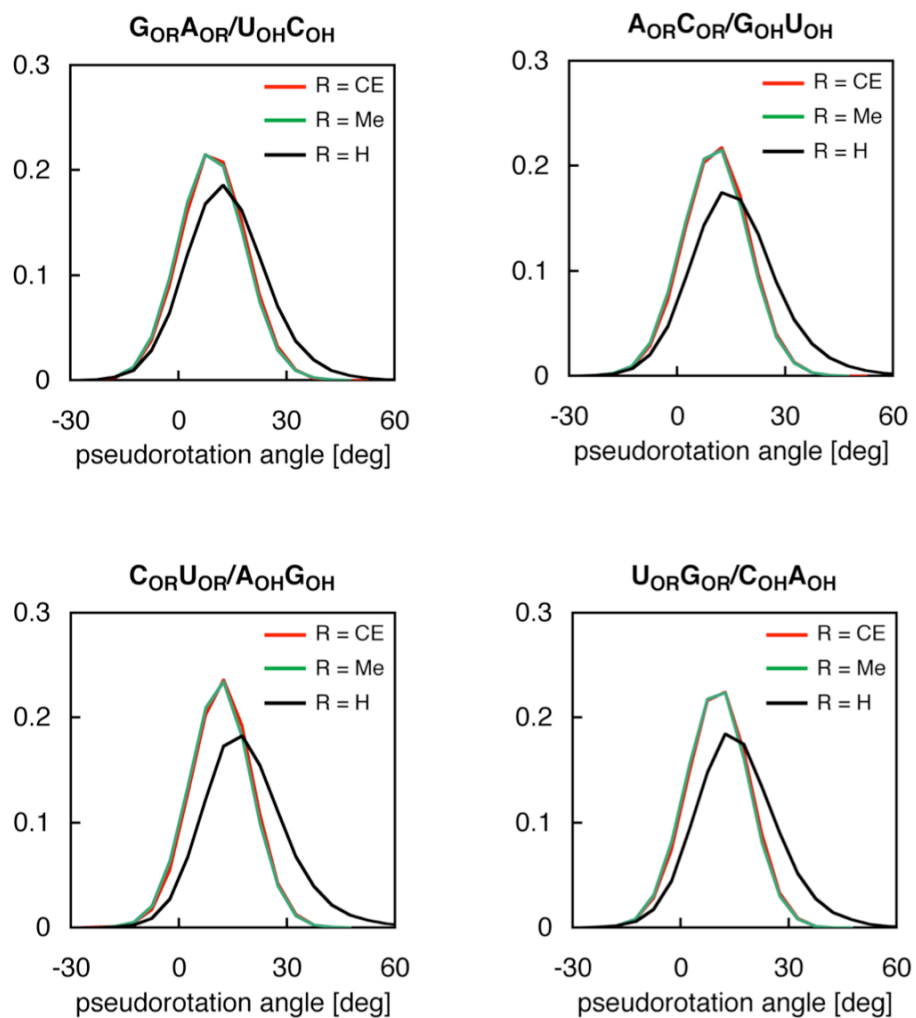 G_OR A_OR/U_OH C_OH
0.3
R = CE
R = Me
R = H
0.2
0.1
0
-30 0 30 60
pseudorotation angle [deg]
A_OR C_OR/G_OH U_OH
0.3
R = CE
R = Me
R = H
0.2
0.1
0
-30 0 30 60
pseudorotation angle [deg]
C_OR U_OR/A_OH G_OH
0.3
R = CE
R = Me
R = H
0.2
0.1
0
-30 0 30 60
pseudorotation angle [deg]
U_OR G_OR/C_OH A_OH
0.3
R = CE
R = Me
R = H
0.2
0.1
0
-30 0 30 60
pseudorotation angle [deg]